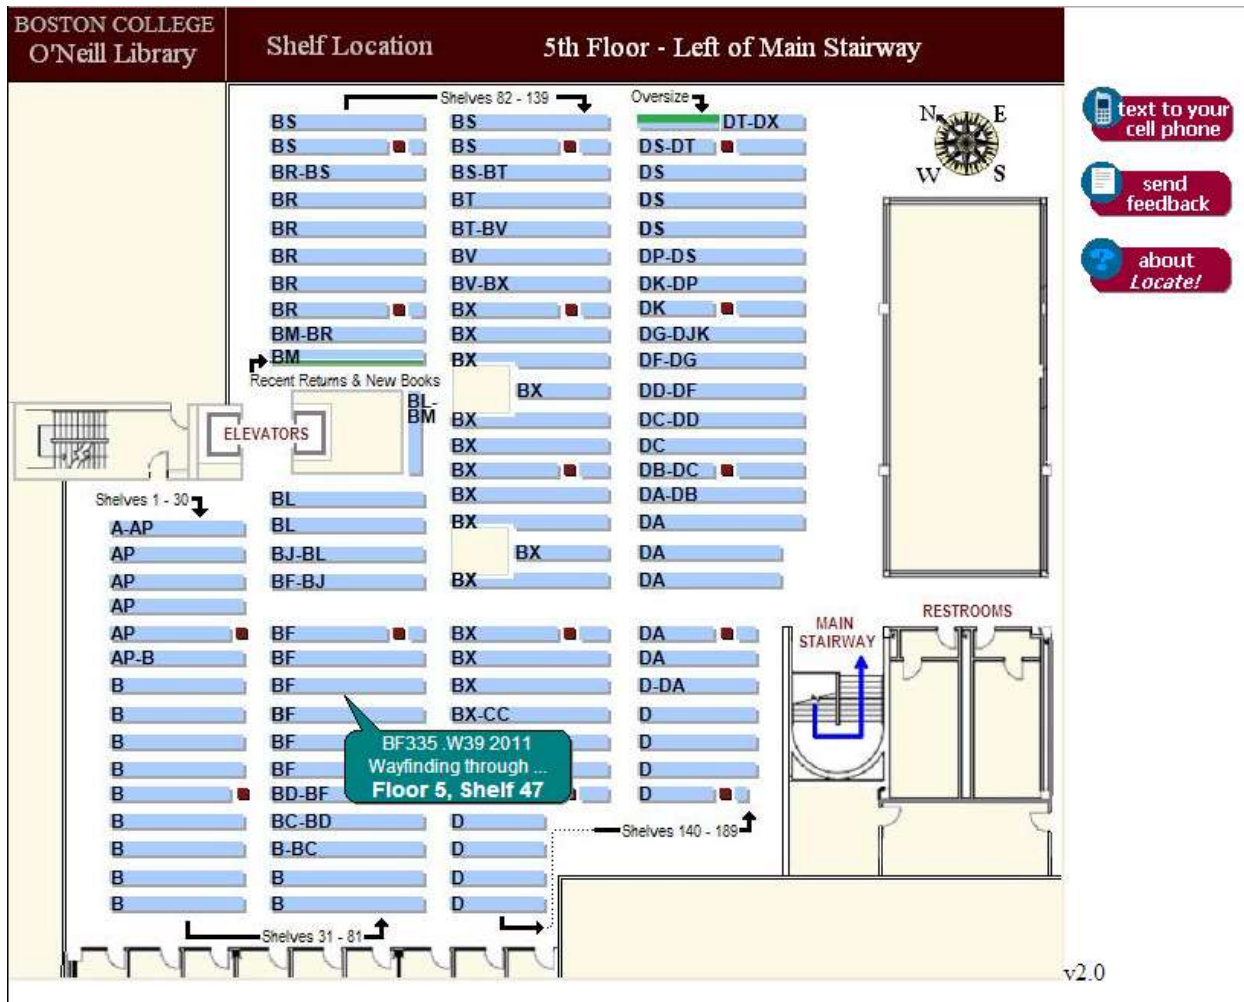 BOSTON COLLEGE
O'Neill Library
Shelf Location
5th Floor - Left of Main Stairway
text to your
cell phone
send
feedback
about
Locate!
N
E
W
S
Shelves 82 - 139
Oversize
BS
BS
BR-BS
BR
BR
BR
BR
BR
BM-BR
BM
Recent Returns & New Books
BL-
BM
BS
BS
BS-BT
BT
BT-BV
BV
BV-BX
BX
BX
BX
BX
BX
BX
BX
BX
BX
BX
BX
DT-DX
DS-DT
DS
DS
DS
DP-DS
DK-DP
DK
DG-DJK
DF-DG
DD-DF
DC-DD
DC
DB-DC
DA-DB
DA
DA
DA
ELEVATORS
Shelves 1 - 30
A-AP
AP
AP
AP
AP
AP-B
B
B
B
B
B
B
B
B
B
BL
BL
BJ-BL
BF-BJ
BF
BF
BF
BF
BF
BF
BD-BF
BC-BD
B-BC
B
B
BX
BX
BX-CC
D
D
D
D
DA
DA
D-DA
D
D
D
D
BF335 .W39 2011
Wayfinding through ...
Floor 5, Shelf 47
MAIN
STAIRWAY
RESTROOMS
Shelves 140 - 189
Shelves 31 - 81
v2.0